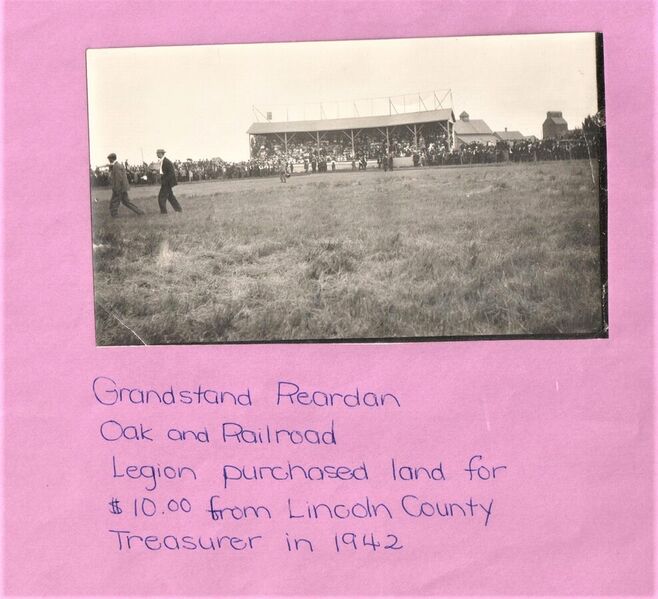 Grandstand Reardan
Oak and Railroad
Legion purchased land for
$10.00 from Lincoln County
Treasurer in 1942